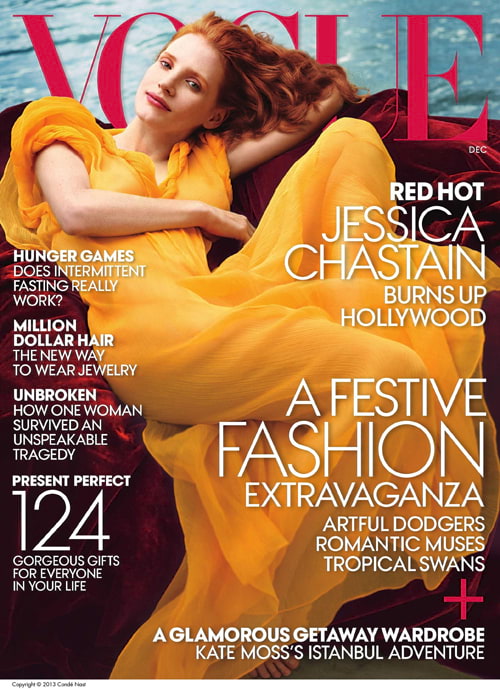 VOGUE
DEC
RED HOT
JESSICA
CHASTAIN
BURNS UP
HOLLYWOOD
HUNGER GAMES
DOES INTERMITTENT
FASTING REALLY
WORK?
MILLION
DOLLAR HAIR
THE NEW WAY
TO WEAR JEWELRY
UNBROKEN
HOW ONE WOMAN
SURVIVED AN
UNSPEAKABLE
TRAGEDY
PRESENT PERFECT
124
GORGEOUS GIFTS
FOR EVERYONE
IN YOUR LIFE
A FESTIVE
FASHION
EXTRAVAGANZA
ARTFUL DODGERS
ROMANTIC MUSES
TROPICAL SWANS
+
A GLAMOROUS GETAWAY WARDROBE
KATE MOSS'S ISTANBUL ADVENTURE
Copyright © 2013 Condé Nast